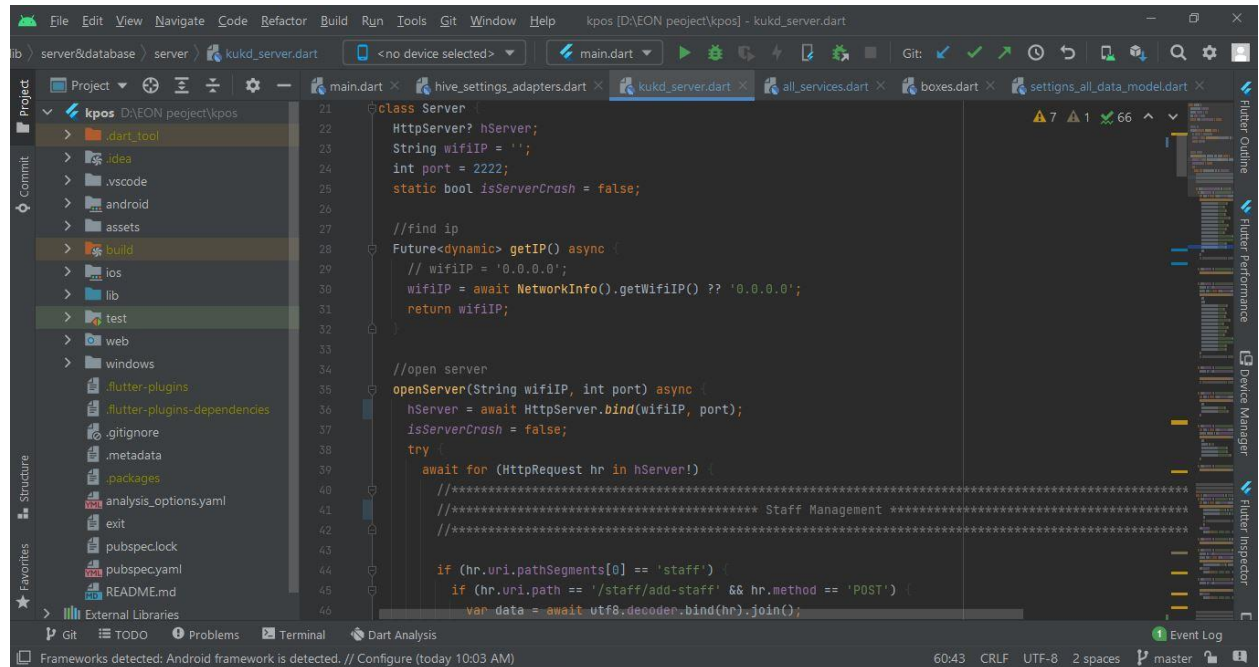 File Edit View Navigate Code Refactor Build Run Tools Git Window Help kpos [D:\EON peoject\kpos] - kukd_server.dart
lib server&database server kukd_server.dart <no device selected> main.dart Git:
Project main.dart hive_settings_adapters.dart kukd_server.dart all_services.dart boxes.dart settigns_all_data_model.dart
Project
Commit
Structure
Favorites
kpos D:\EON peoject\kpos
.dart_tool
.idea
.vscode
android
assets
build
ios
lib
test
web
windows
.flutter-plugins
.flutter-plugins-dependencies
.gitignore
.metadata
.packages
analysis_options.yaml
exit
pubspec.lock
pubspec.yaml
README.md
External Libraries
7 1 66
21 class Server {
22 HttpServer? hServer;
23 String wifiIP = '';
24 int port = 2222;
25 static bool isServerCrash = false;
26
27 //find ip
28 Future<dynamic> getIP() async {
29 // wifiIP = '0.0.0.0';
30 wifiIP = await NetworkInfo().getWifiIP() ?? '0.0.0.0';
31 return wifiIP;
32 }
33
34 //open server
35 openServer(String wifiIP, int port) async {
36 hServer = await HttpServer.bind(wifiIP, port);
37 isServerCrash = false;
38 try {
39 await for (HttpRequest hr in hServer!) {
40 //****************************************************************************************
41 //************************************* Staff Management ************************************
42 //****************************************************************************************
43
44 if (hr.uri.pathSegments[0] == 'staff') {
45 if (hr.uri.path == '/staff/add-staff' && hr.method == 'POST') {
46 var data = await utf8.decoder.bind(hr).join();
Flutter Outline
Flutter Performance
Device Manager
Flutter Inspector
Git TODO Problems Terminal Dart Analysis 1 Event Log
Frameworks detected: Android framework is detected. // Configure (today 10:03 AM) 60:43 CRLF UTF-8 2 spaces master